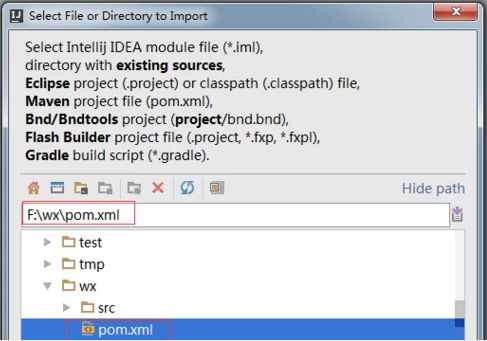 Select File or Directory to Import
Select Intellij IDEA module file (*.iml),
directory with existing sources,
Eclipse project (.project) or classpath (.classpath) file,
Maven project file (pom.xml),
Bnd/Bndtools project (project/bnd.bnd),
Flash Builder project file (.project, *.fxp, *.fxpl),
Gradle build script (*.gradle).
Hide path
F:\wx\pom.xml
test
tmp
wx
src
pom.xml